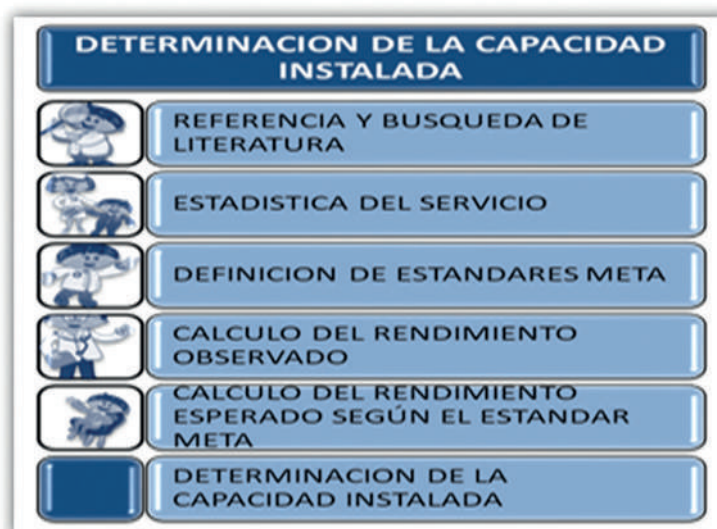 DETERMINACION DE LA CAPACIDAD
INSTALADA
REFERENCIA Y BUSQUEDA DE
LITERATURA
ESTADISTICA DEL SERVICIO
DEFINICION DE ESTANDARES META
CALCULO DEL RENDIMIENTO
OBSERVADO
CALCULO DEL RENDIMIENTO
ESPERADO SEGÚN EL ESTANDAR
META
DETERMINACION DE LA
CAPACIDAD INSTALADA